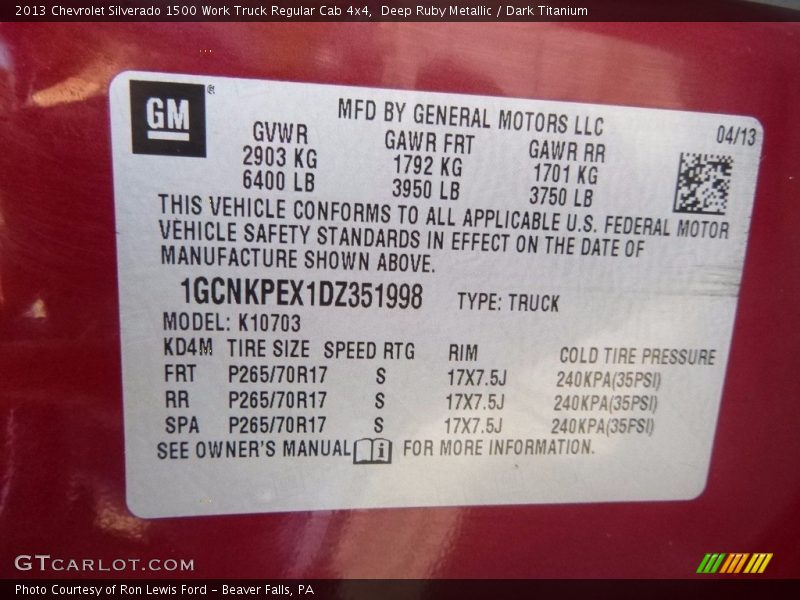 2013 Chevrolet Silverado 1500 Work Truck Regular Cab 4x4,  Deep Ruby Metallic / Dark Titanium
GM ®
MFD BY GENERAL MOTORS LLC
04/13
GVWR GAWR FRT GAWR RR
2903 KG 1792 KG 1701 KG
6400 LB 3950 LB 3750 LB
THIS VEHICLE CONFORMS TO ALL APPLICABLE U.S. FEDERAL MOTOR
VEHICLE SAFETY STANDARDS IN EFFECT ON THE DATE OF
MANUFACTURE SHOWN ABOVE.
1GCNKPEX1DZ351998 TYPE: TRUCK
MODEL: K10703
KD4M TIRE SIZE SPEED RTG RIM COLD TIRE PRESSURE
FRT P265/70R17 S 17X7.5J 240KPA(35PSI)
RR P265/70R17 S 17X7.5J 240KPA(35PSI)
SPA P265/70R17 S 17X7.5J 240KPA(35PSI)
SEE OWNER'S MANUAL i FOR MORE INFORMATION.
GTCARLOT.COM
Photo Courtesy of Ron Lewis Ford - Beaver Falls, PA